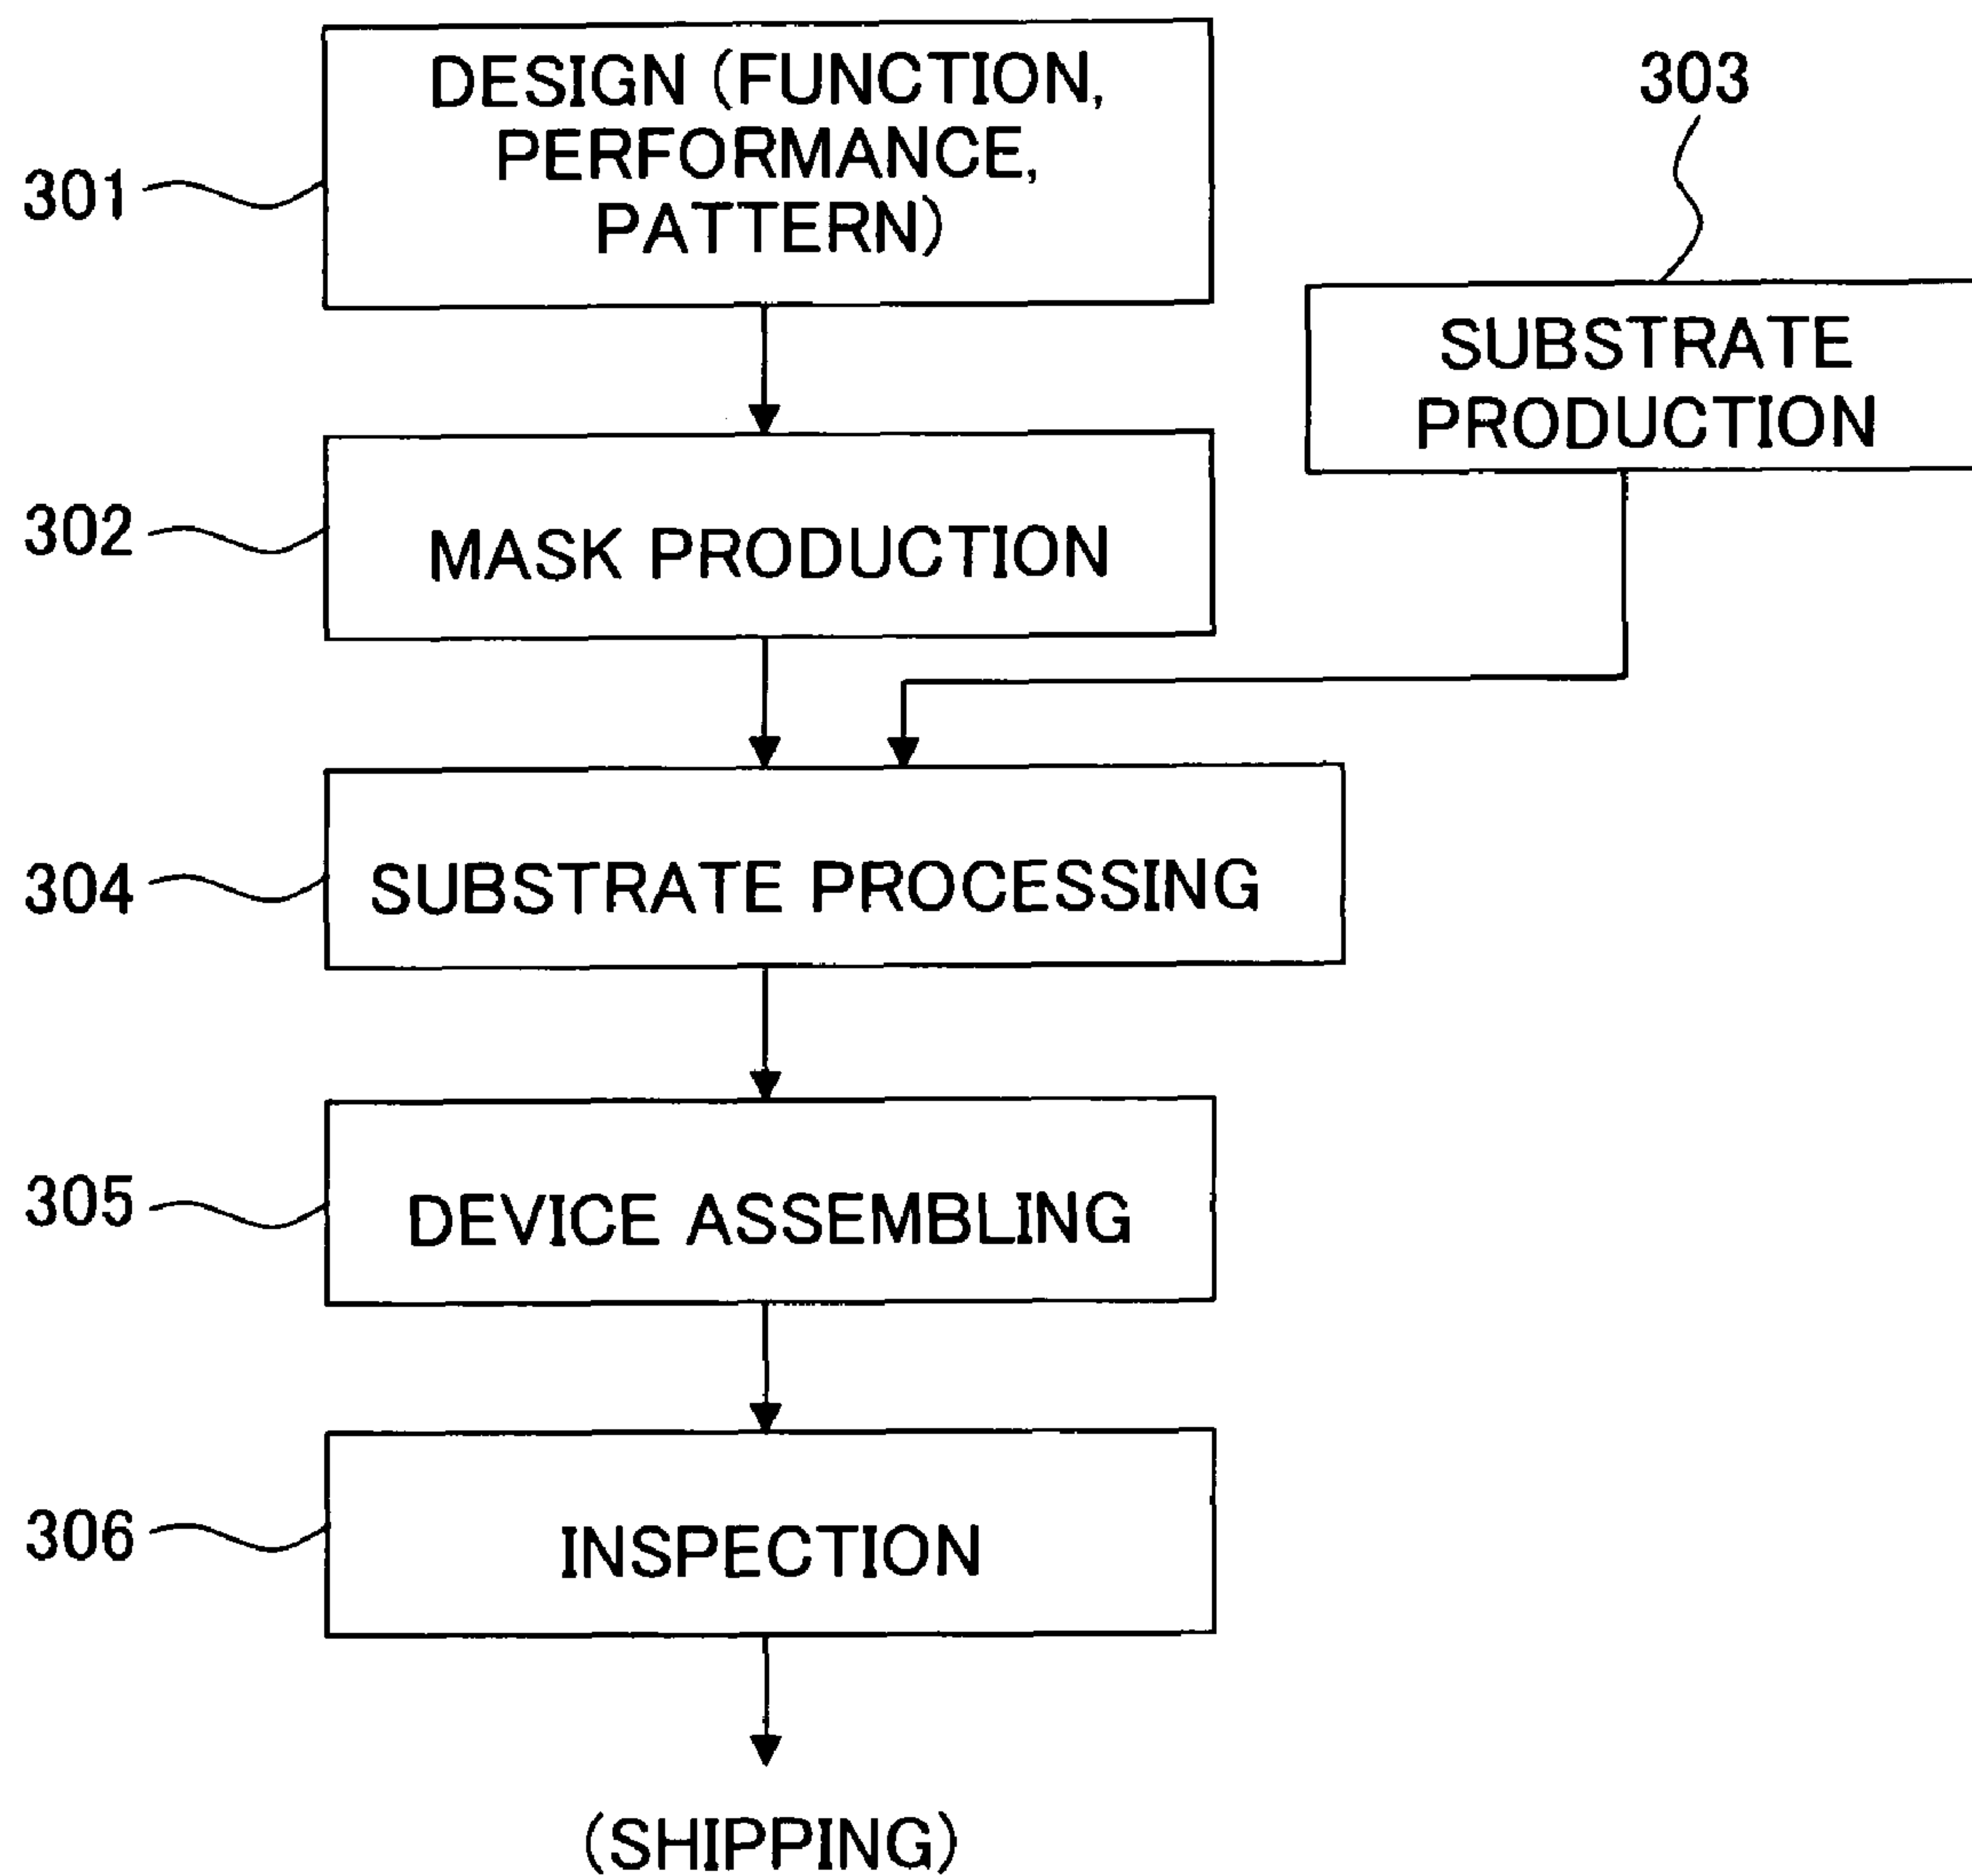 301
DESIGN (FUNCTION,
PERFORMANCE,
PATTERN)
303
SUBSTRATE
PRODUCTION
302
MASK PRODUCTION
304
SUBSTRATE PROCESSING
305
DEVICE ASSEMBLING
306
INSPECTION
(SHIPPING)